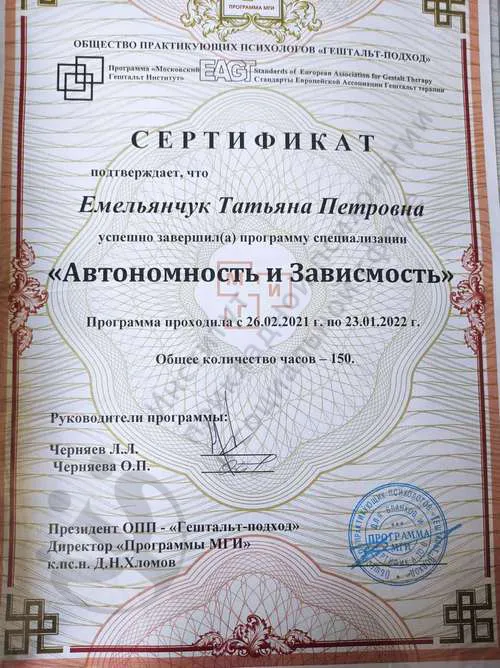 ПРОГРАММА МГИ
ОБЩЕСТВО ПРАКТИКУЮЩИХ ПСИХОЛОГОВ «ГЕШТАЛЬТ-ПОДХОД»
Программа «Московский Гештальт Институт»
EAGT
Standards of European Association for Gestalt Therapy
Стандарты Европейской Ассоциации Гештальт терапии
СЕРТИФИКАТ
подтверждает, что
Емельянчук Татьяна Петровна
успешно завершил(а) программу специализации
«Автономность и Зависмость»
Программа проходила с 26.02.2021 г. по 23.01.2022 г.
Общее количество часов – 150.
Руководители программы:
Черняев Л.Л.
Черняева О.П.
Президент ОПП - «Гештальт-подход»
Директор «Программы МГИ»
к.пс.н. Д.Н.Хломов
ПРОГРАММА
МГИ